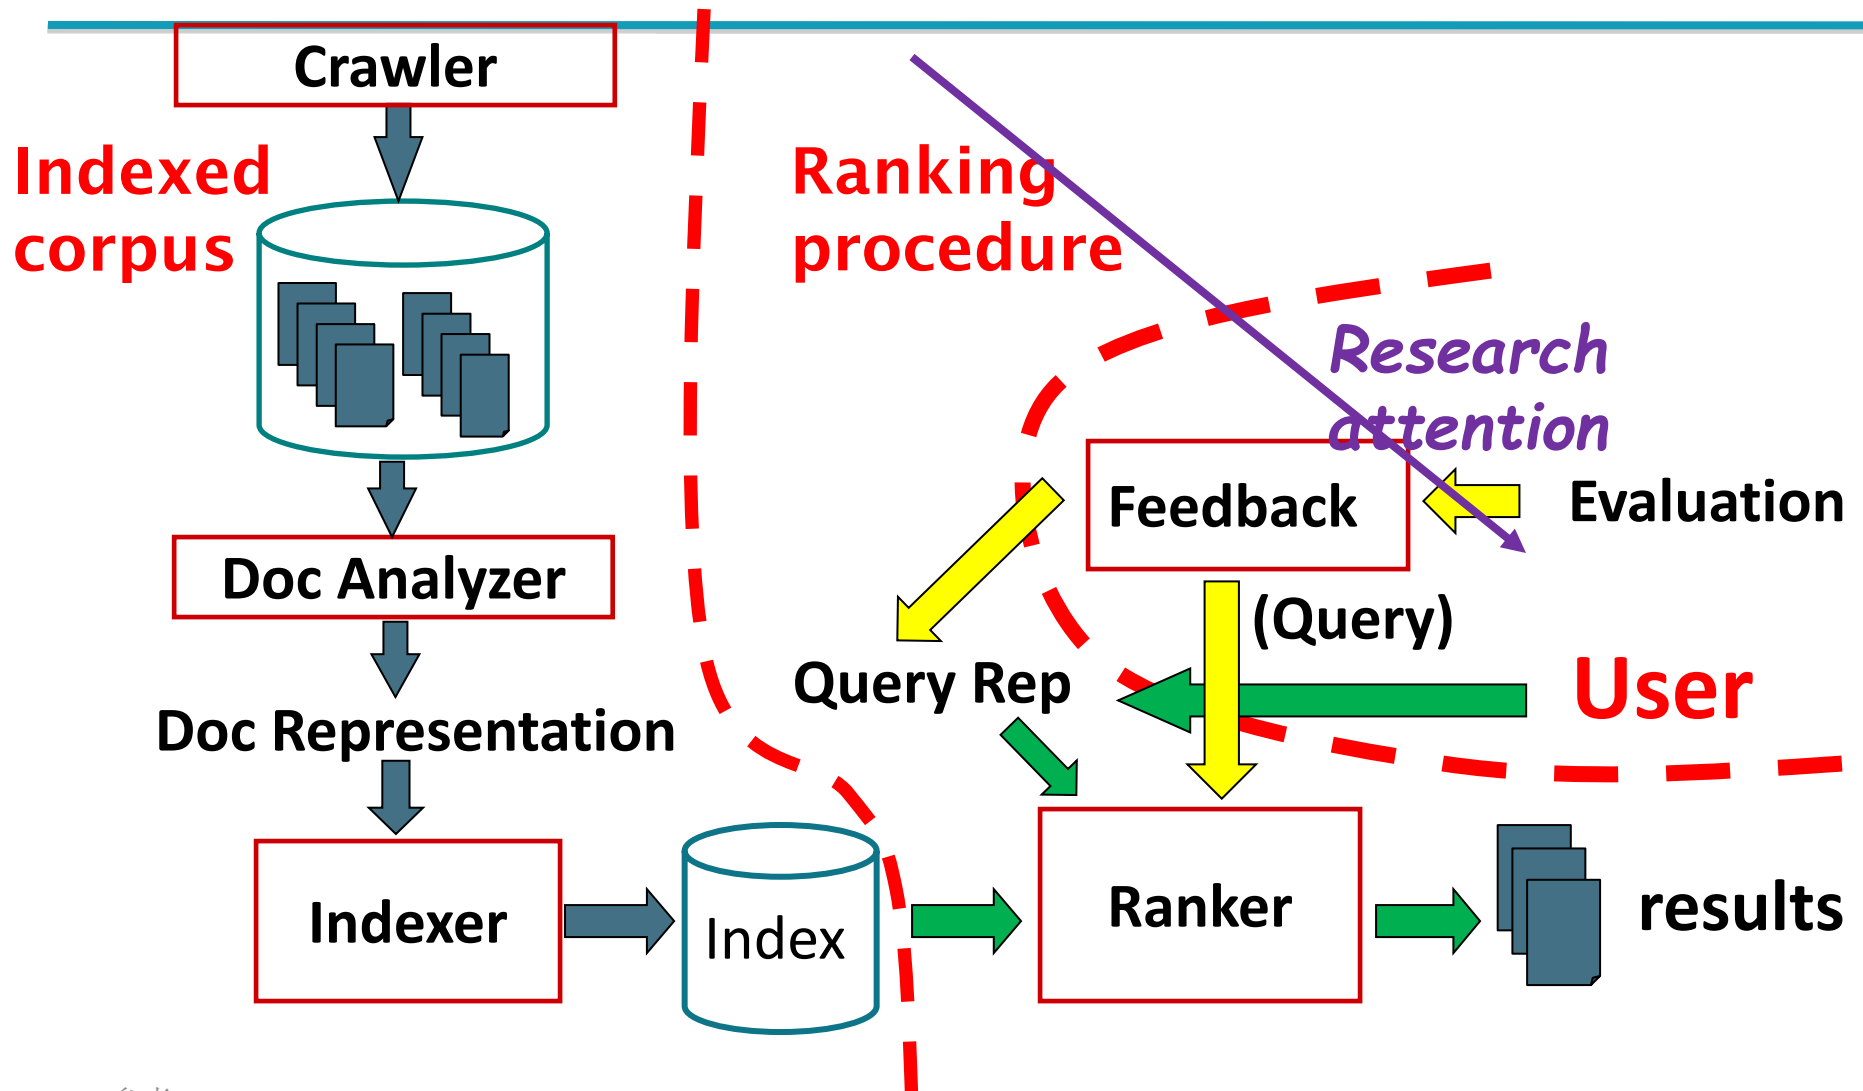 Crawler
Indexed
corpus
Ranking
procedure
Research
attention
Feedback
Evaluation
Doc Analyzer
(Query)
Query Rep
User
Doc Representation
Indexer
Index
Ranker
results